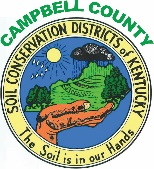 CAMPBELL COUNTY
SOIL CONSERVATION DISTRICTS of KENTUCKY
The Soil is in our Hands